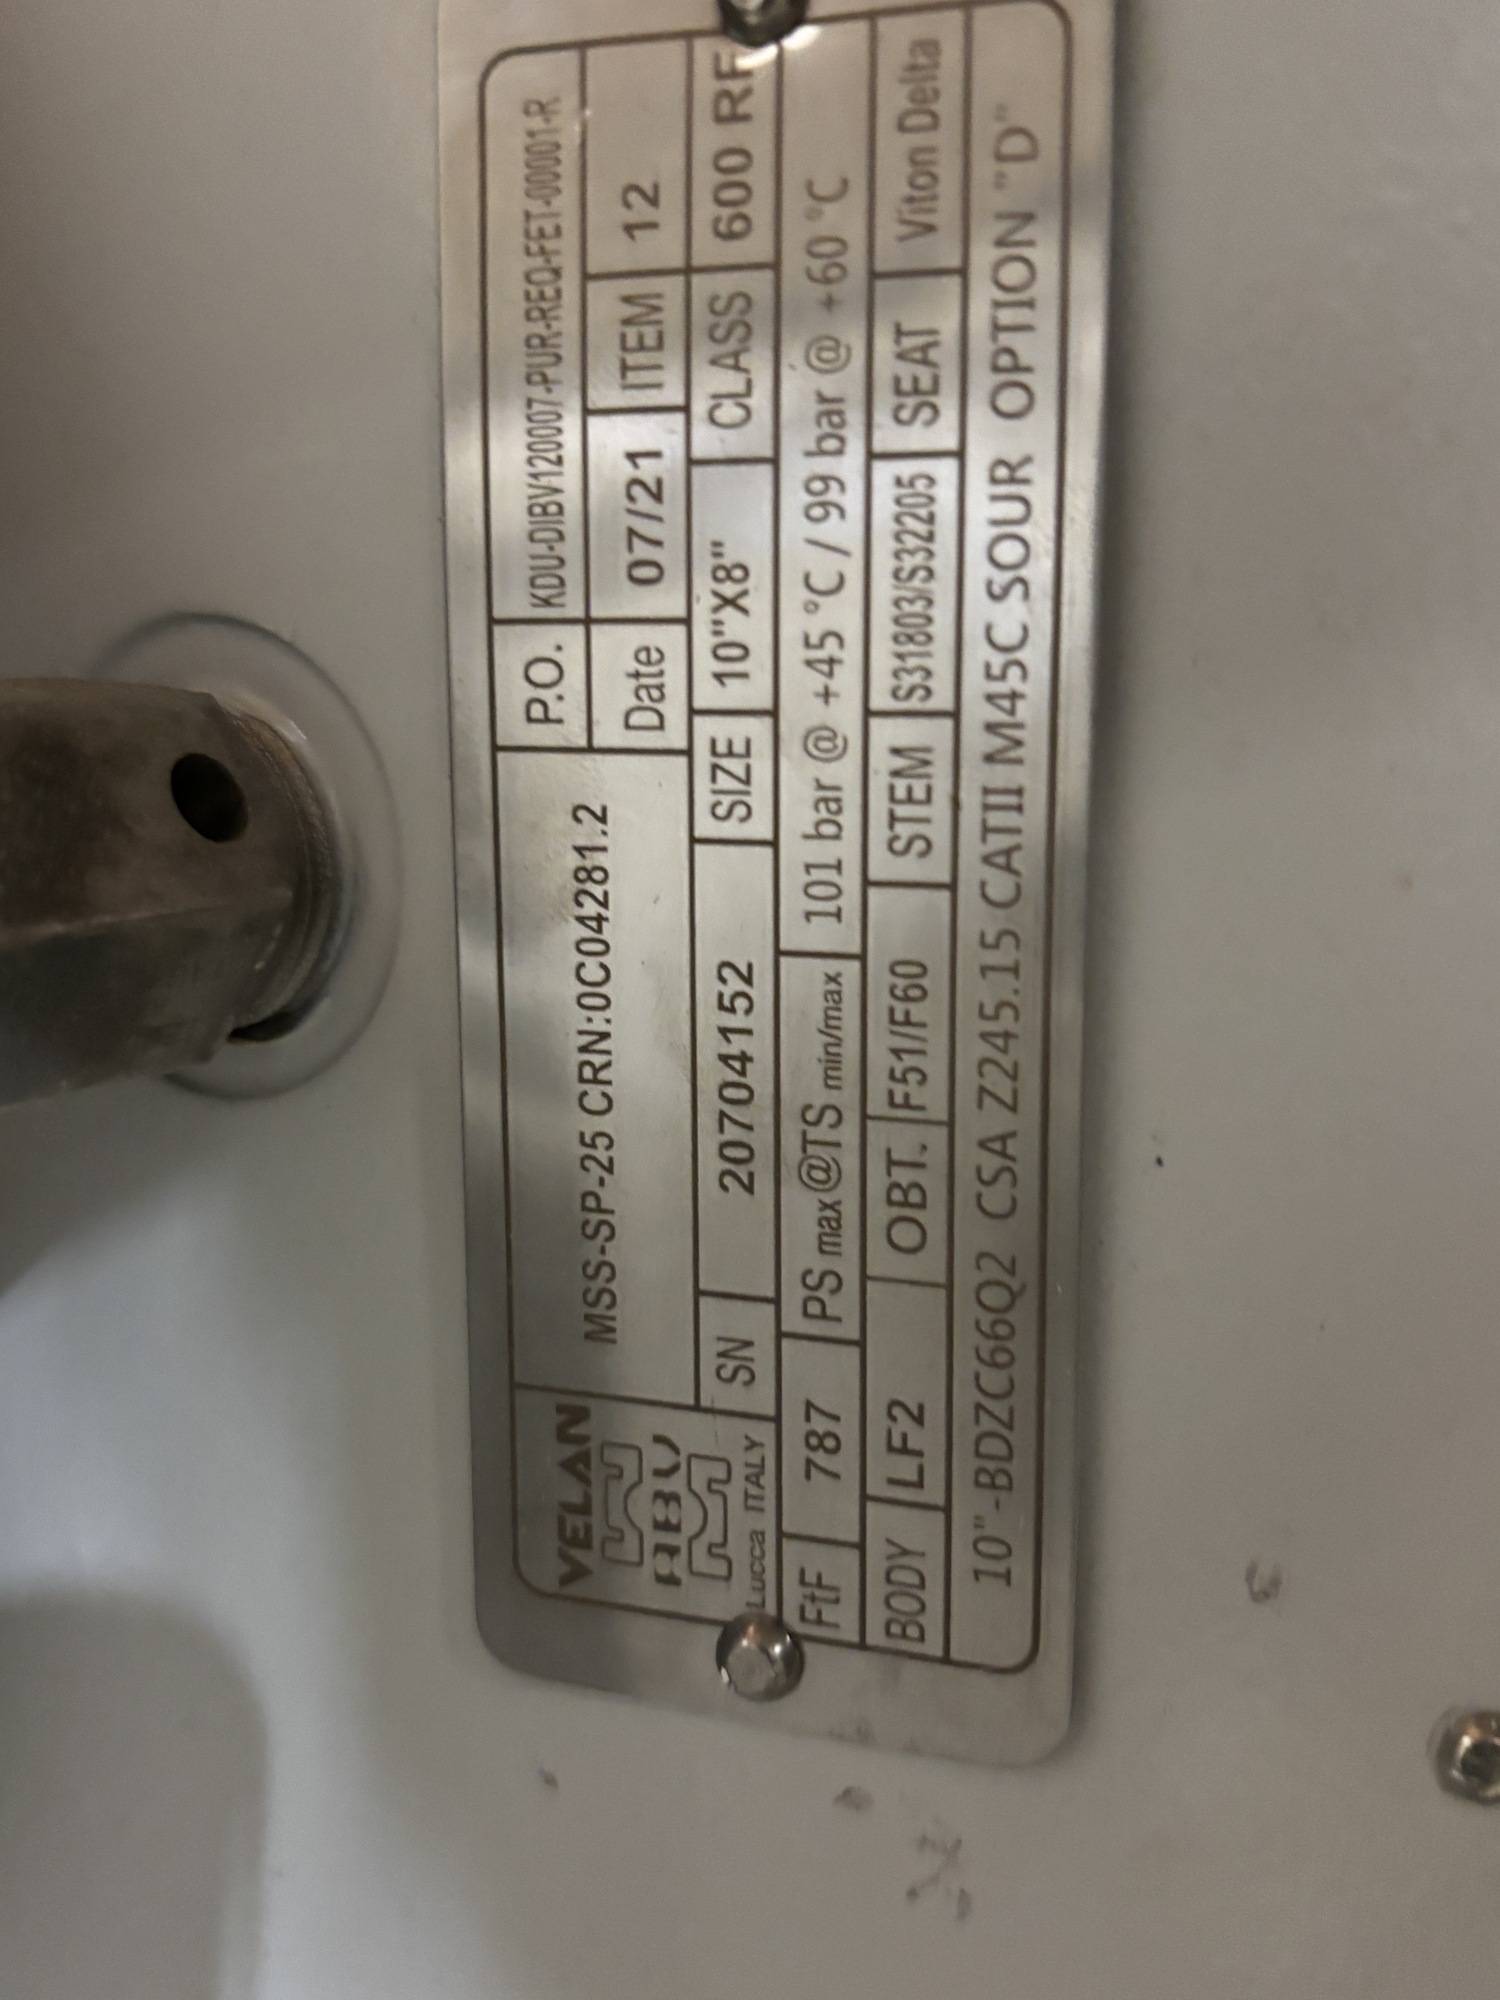 VELAN
ABV
Lucca ITALY
MSS-SP-25 CRN:0C04281.2
P.O. KDU-DIBV120007-PUR-REQ-FET-00001-R
Date 07/21 ITEM 12
SN 20704152 SIZE 10"X8" CLASS 600 RF
FtF 787 PS max@TS min/max 101 bar @ +45 °C / 99 bar @ +60 °C
BODY LF2 OBT. F51/F60 STEM S31803/S32205 SEAT Viton Delta
10"-BDZC66Q2 CSA Z245.15 CATII M45C SOUR OPTION "D"